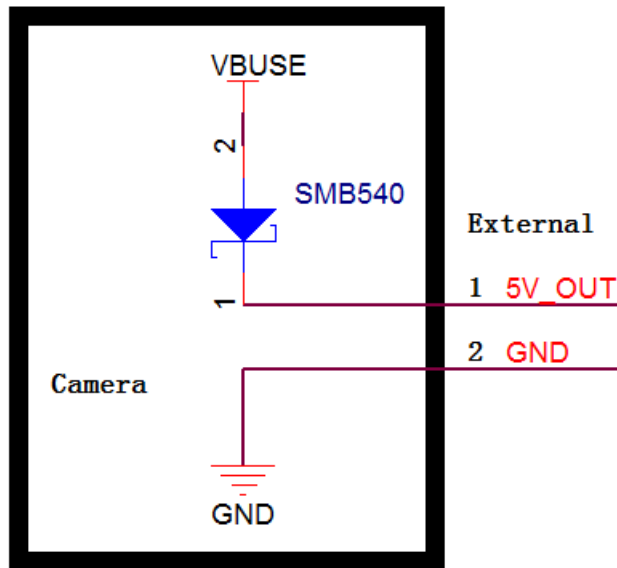 VBUSE
2
SMB540
External
1
1 5V_OUT
2 GND
Camera
GND